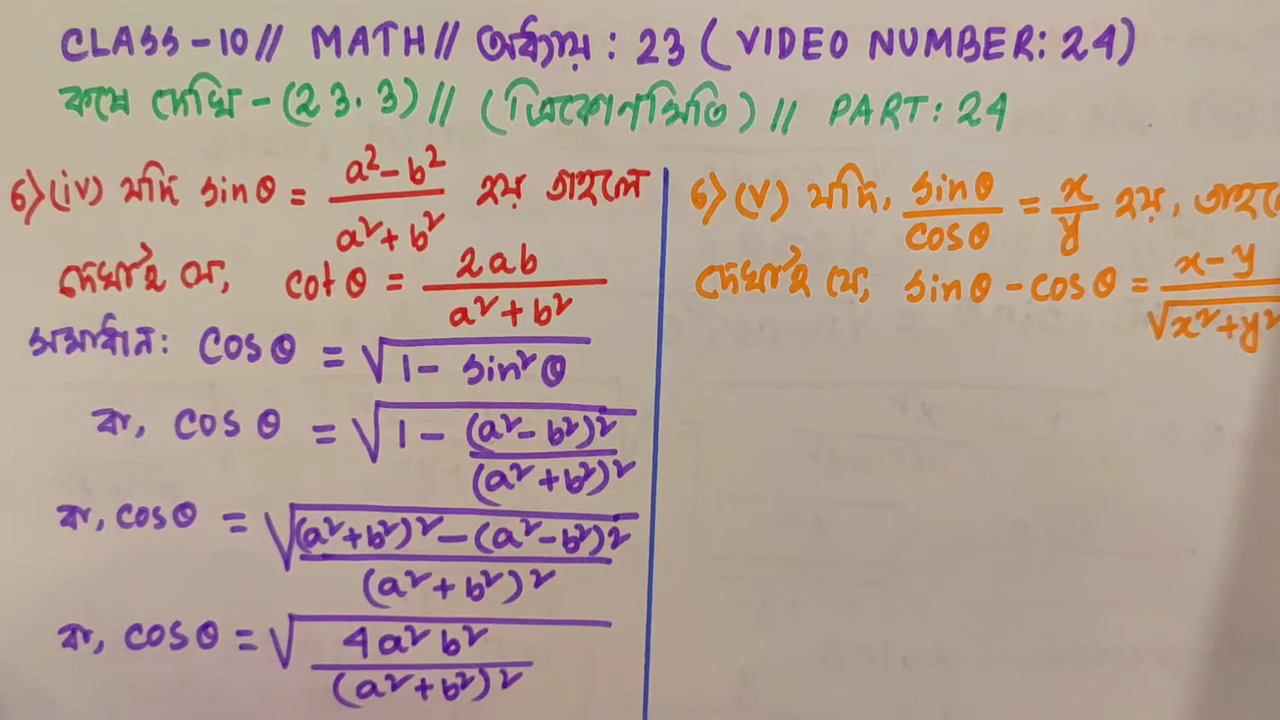 CLASS-10// MATH// অধ্যায় : 23 ( VIDEO NUMBER: 24)
কষে দেখি - (23.3) // (ত্রিকোণমিতি) // PART: 24
6>(iv) যদি sinθ = (a²-b²)/(a²+b²) হয় তাহলে
দেখাই যে, cotθ = 2ab/(a²+b²)
সমাধান: cosθ = √(1 - sin²θ)
বা, cosθ = √(1 - (a²-b²)²/(a²+b²)²)
বা, cosθ = √(((a²+b²)²-(a²-b²)²)/(a²+b²)²)
বা, cosθ = √(4a²b²/(a²+b²)²)
6>(v) যদি, sinθ/cosθ = x/y হয়, তাহলে
দেখাই যে, sinθ - cosθ = (x-y)/√(x²+y²)